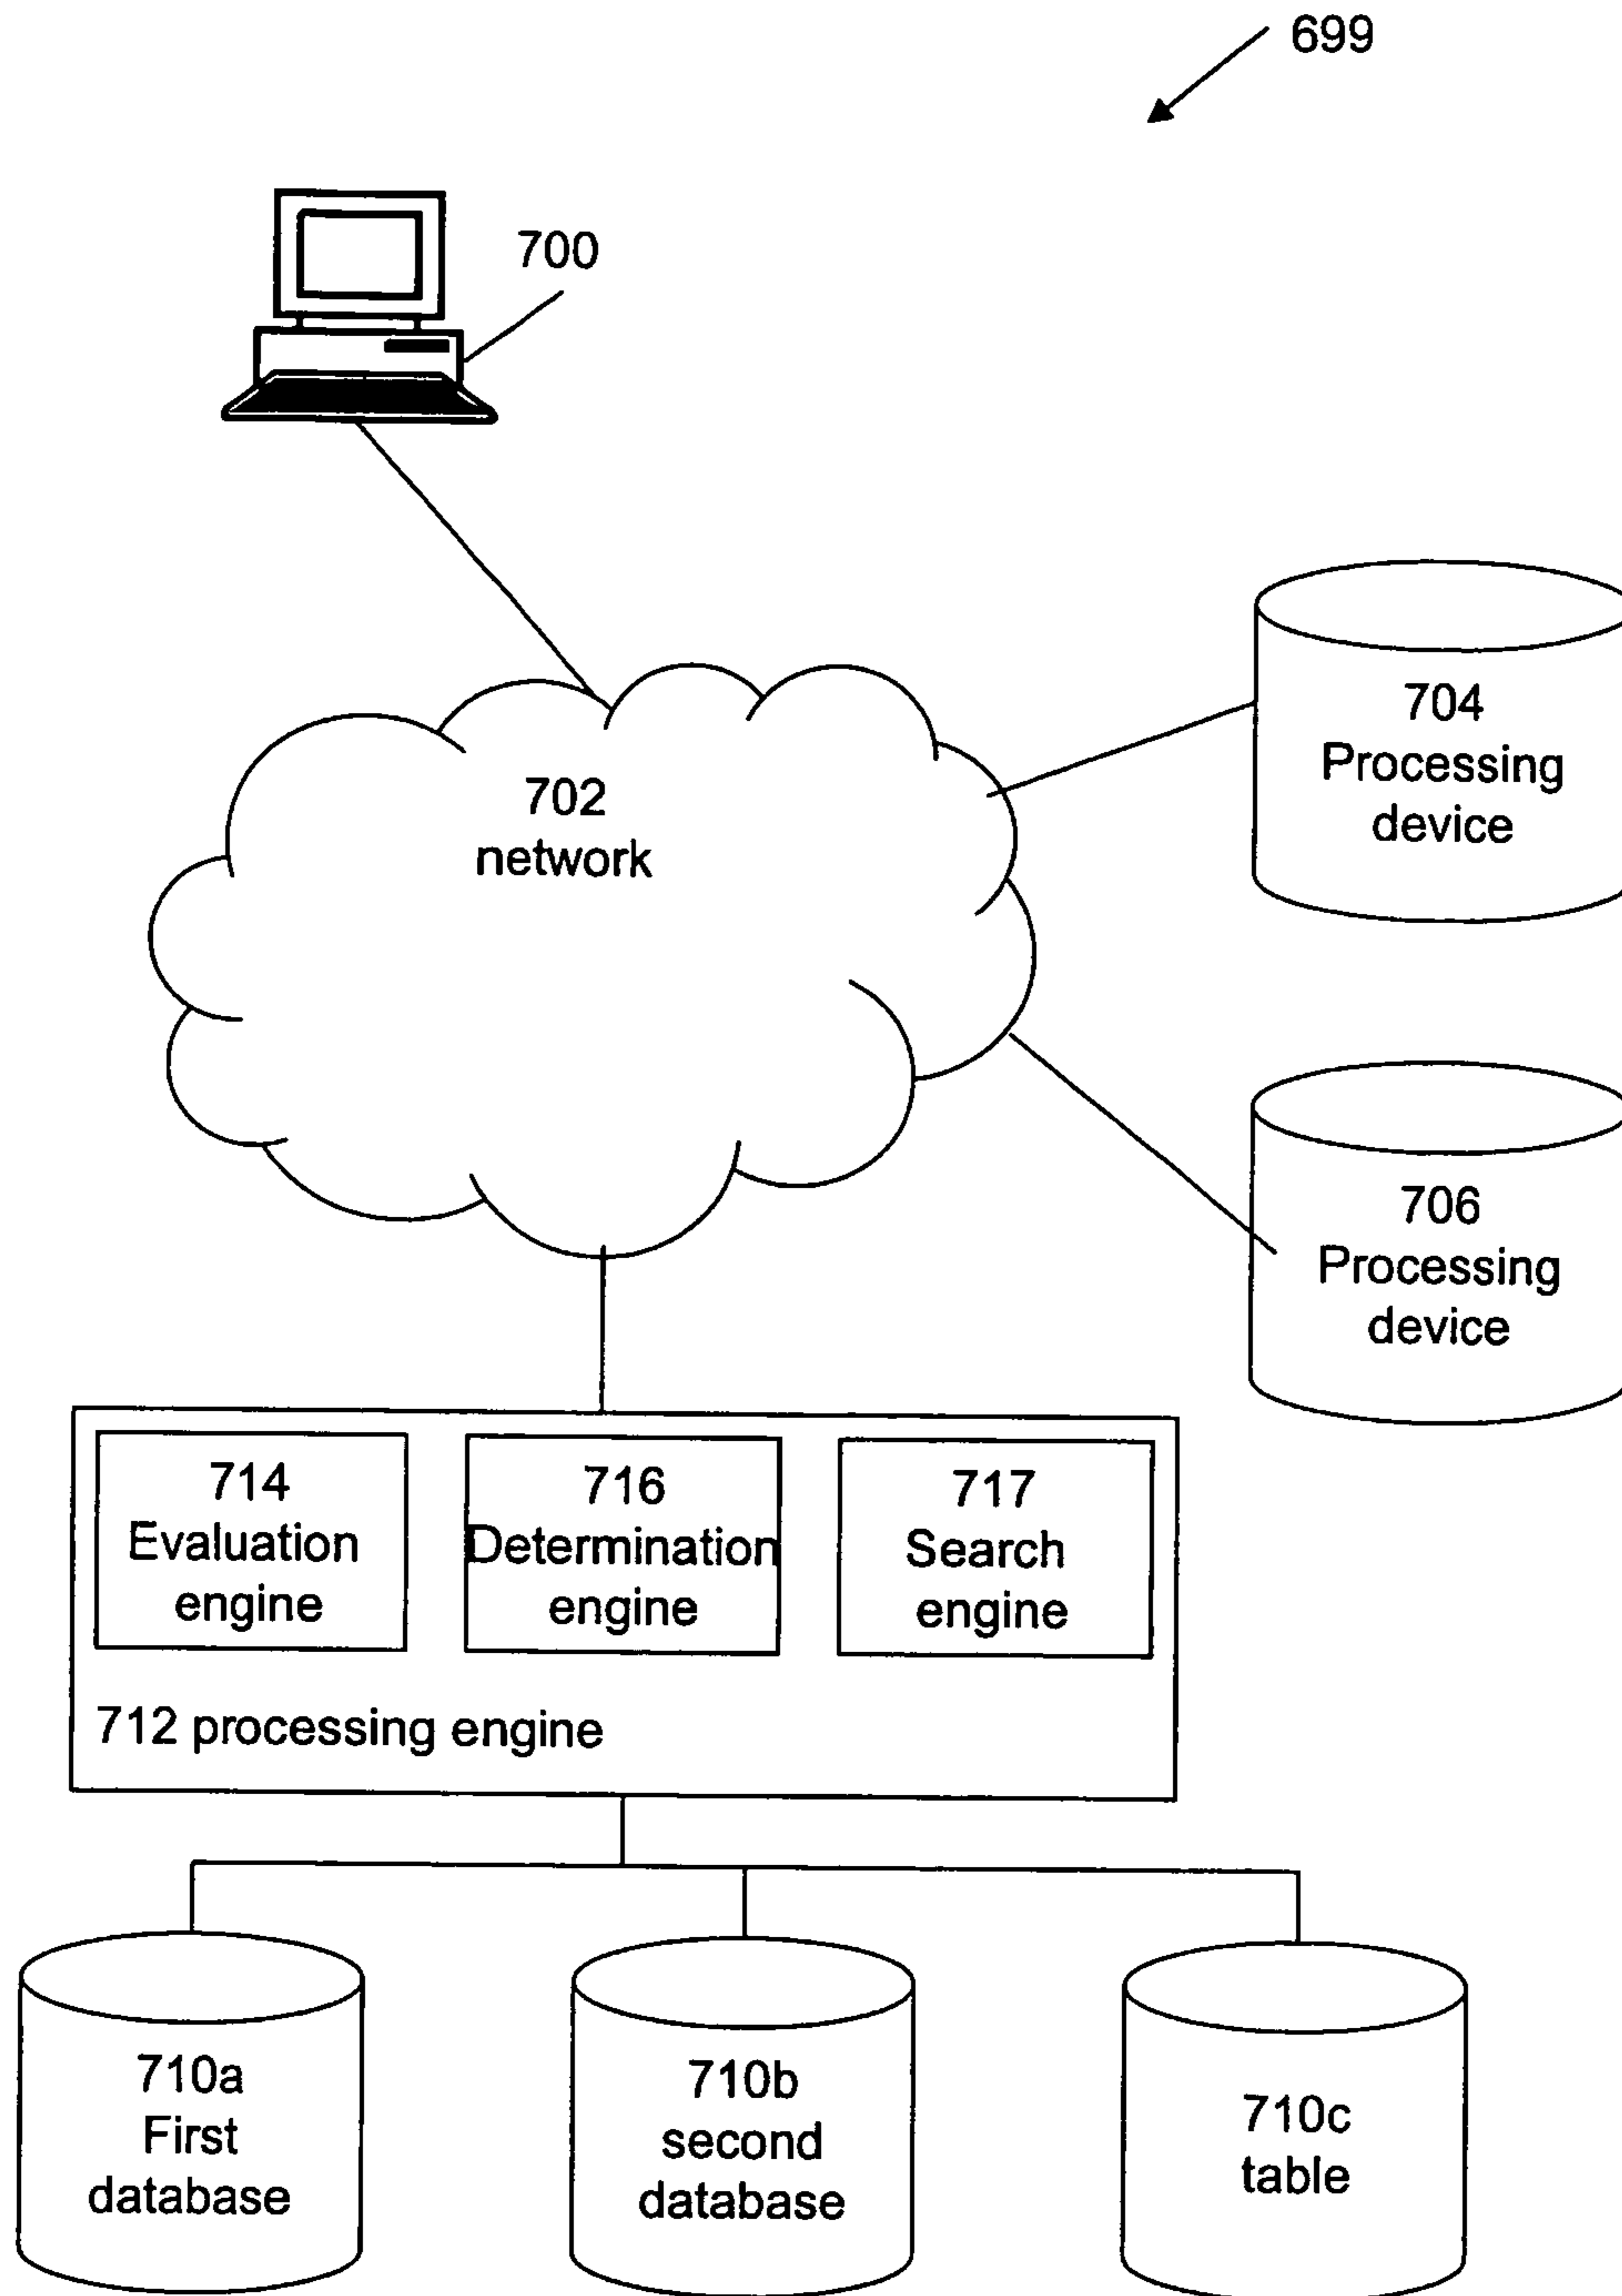 699
700
702
network
704
Processing
device
706
Processing
device
714
Evaluation
engine
716
Determination
engine
717
Search
engine
712 processing engine
710a
First
database
710b
second
database
710c
table